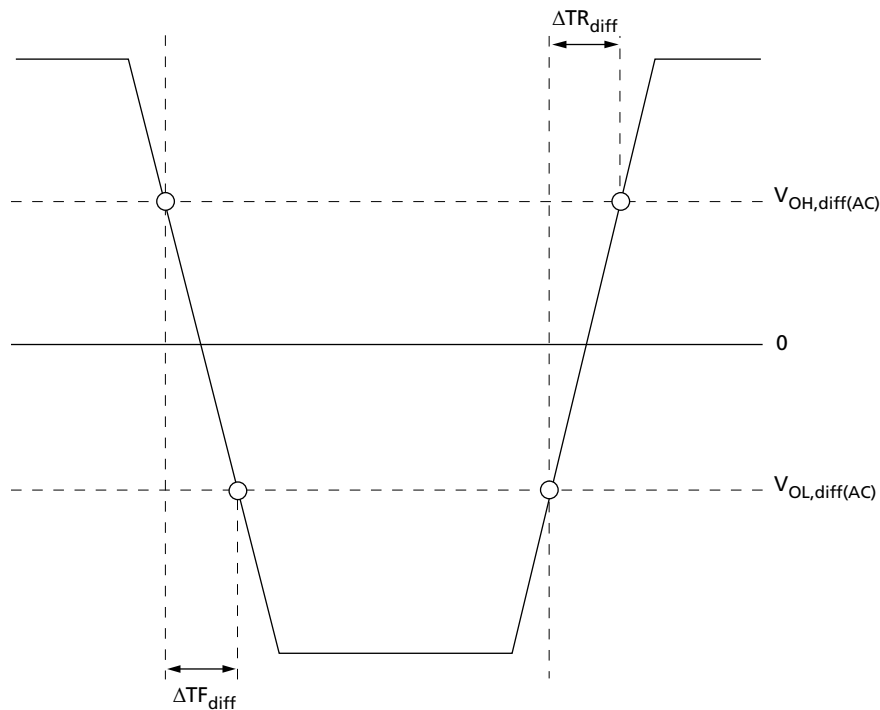 ΔTR_diff
V_OH,diff(AC)
0
V_OL,diff(AC)
ΔTF_diff